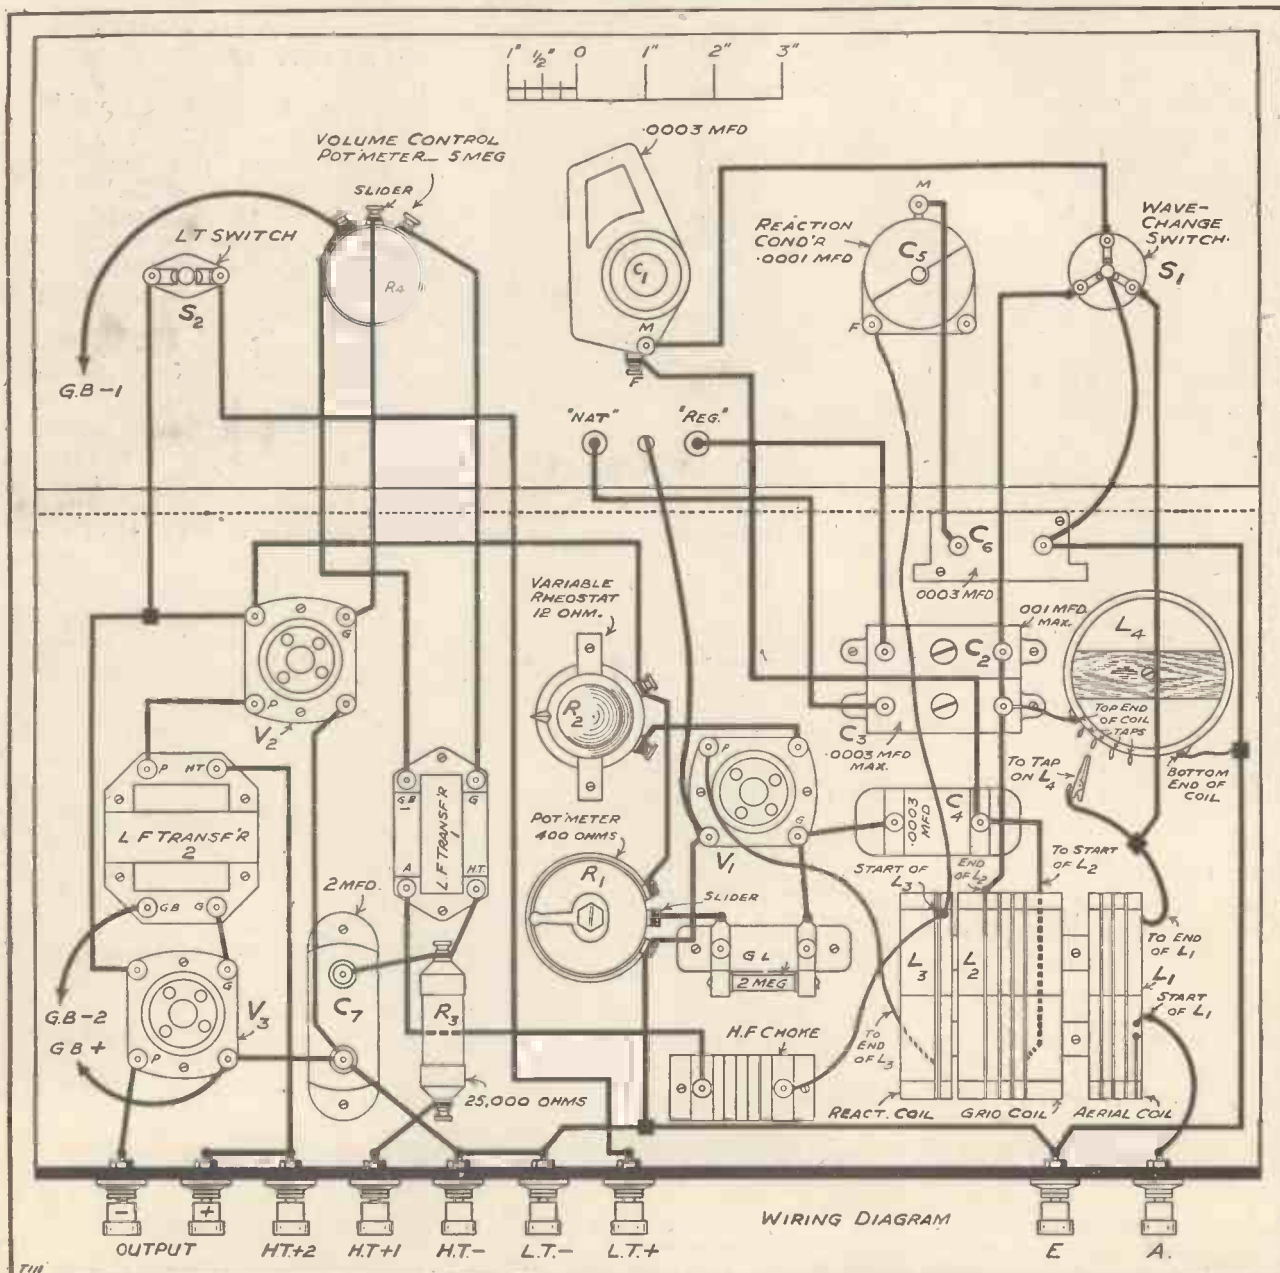 1" ½" 0 1" 2" 3"
.0003 MFD
VOLUME CONTROL
POT'METER_ 5MEG
SLIDER
M
WAVE-
CHANGE
SWITCH.
REACTION
COND'R
.0001 MFD
C5
S1
LT SWITCH
C1
R4
S2
M
F
F
G.B-1
"NAT"
"REG."
C6
.0003 MFD
VARIABLE
RHEOSTAT
12 OHM.
.001 MFD.
MAX.
L4
G
C2
R2
P
V2
TOP END
OF COIL
TAPS
C3
.0003 MFD
MAX.
P
TO TAP
ON L4
BOTTOM
END OF
COIL
P
HT
GB
-
G
.0003
MFD
C4
L F TRANSF'R
2
L F TRANSF'R
1
POT'METER
400 OHMS
G
V1
TO START
OF L2
START OF
L3
END
OF L2
A
H.T.
R1
2 MFD.
SLIDER
GB
G
TO END
OF L1
G L
2 MEG
L3
L2
L1
START
OF L1
G
V3
C7
R3
G.B-2
G B +
P
H.F CHOKE
TO
END
OF L3
25,000 OHMS
REACT. COIL
GRID COIL
AERIAL COIL
-
+
WIRING DIAGRAM
OUTPUT
H.T.+2
H.T.+1
H.T.-
L.T.-
L.T.+
E
A.